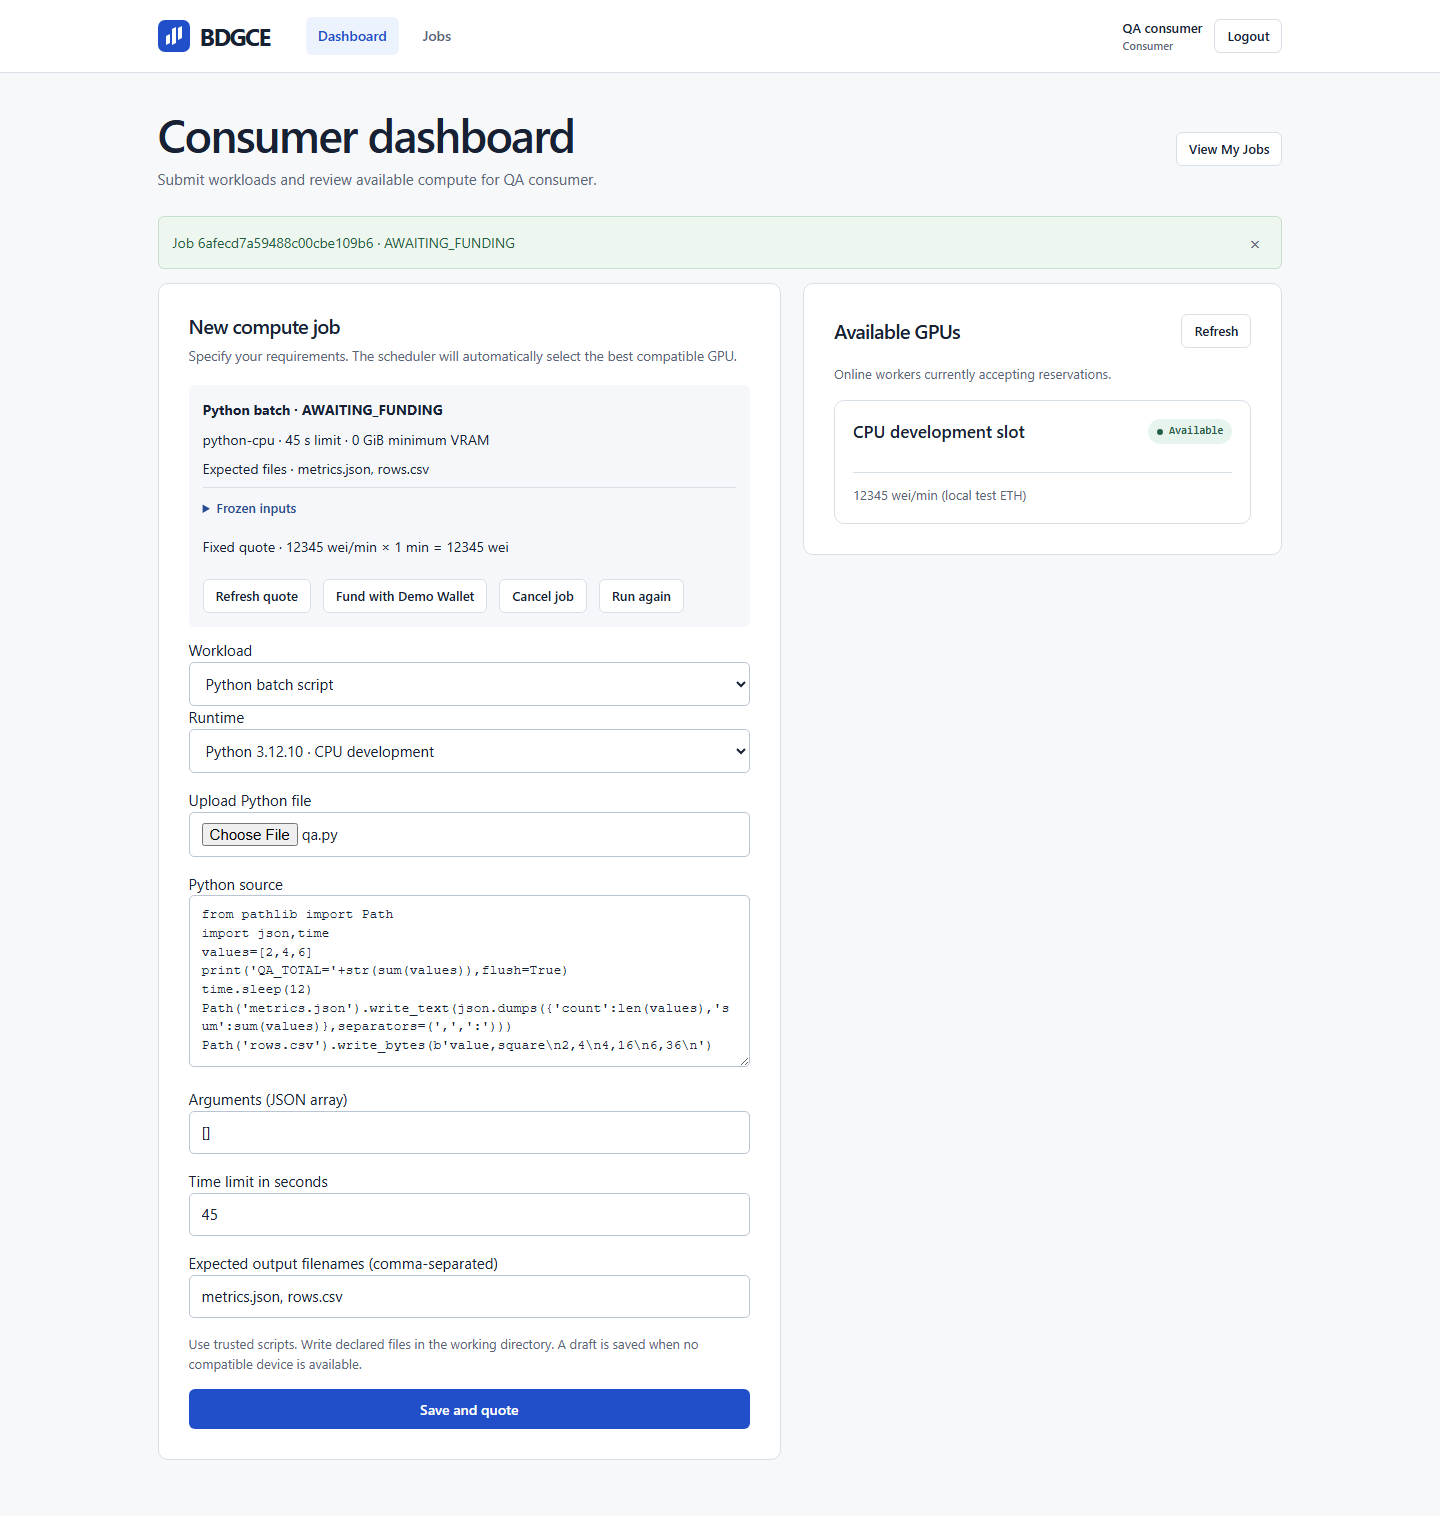 BDGCE
Dashboard
Jobs
QA consumer
Consumer
Logout
Consumer dashboard
Submit workloads and review available compute for QA consumer.
View My Jobs
Job 6afecd7a59488c00cbe109b6 · AWAITING_FUNDING
×
New compute job
Specify your requirements. The scheduler will automatically select the best compatible GPU.
Python batch · AWAITING_FUNDING
python-cpu · 45 s limit · 0 GiB minimum VRAM
Expected files · metrics.json, rows.csv
Frozen inputs
Fixed quote · 12345 wei/min × 1 min = 12345 wei
Refresh quote
Fund with Demo Wallet
Cancel job
Run again
Workload
Python batch script
Runtime
Python 3.12.10 · CPU development
Upload Python file
Choose File qa.py
Python source
from pathlib import Path
import json,time
values=[2,4,6]
print('QA_TOTAL='+str(sum(values)),flush=True)
time.sleep(12)
Path('metrics.json').write_text(json.dumps({'count':len(values),'s
um':sum(values)},separators=(',',':')))
Path('rows.csv').write_bytes(b'value,square\n2,4\n4,16\n6,36\n')
Arguments (JSON array)
[]
Time limit in seconds
45
Expected output filenames (comma-separated)
metrics.json, rows.csv
Use trusted scripts. Write declared files in the working directory. A draft is saved when no
compatible device is available.
Save and quote
Available GPUs
Refresh
Online workers currently accepting reservations.
CPU development slot
Available
12345 wei/min (local test ETH)